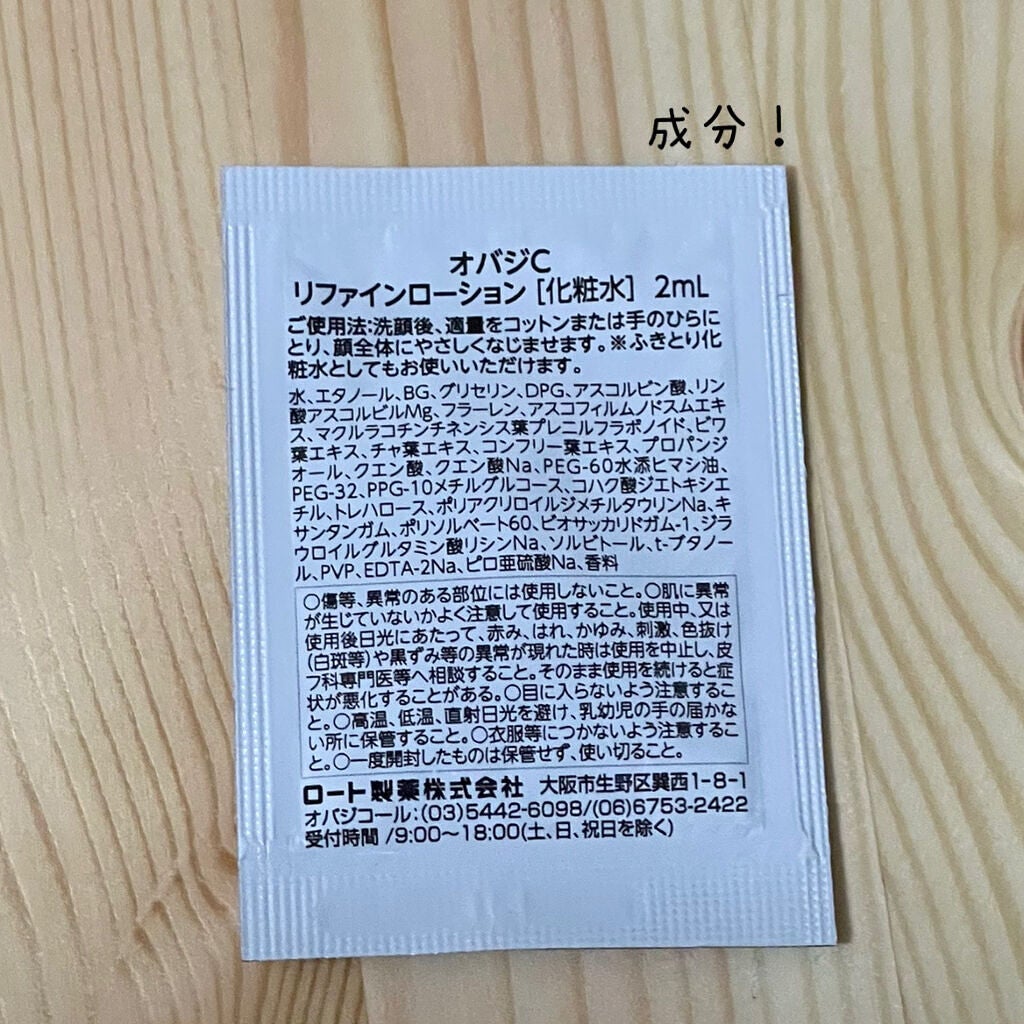 成分！
オバジC
リファインローション［化粧水］ 2mL
ご使用法:洗顔後、適量をコットンまたは手のひらに
とり、顔全体にやさしくなじませます。※ふきとり化
粧水としてもお使いいただけます。
水、エタノール、BG、グリセリン、DPG、アスコルビン酸、リン
酸アスコルビルMg、フラーレン、アスコフィルムノドスムエキ
ス、マクルラコチンチネンシス葉プレニルフラボノイド、ビワ
葉エキス、チャ葉エキス、コンフリー葉エキス、プロパンジ
オール、クエン酸、クエン酸Na、PEG-60水添ヒマシ油、
PEG-32、PPG-10メチルグルコース、コハク酸ジエトキシエ
チル、トレハロース、ポリアクリロイルジメチルタウリンNa、キ
サンタンガム、ポリソルベート60、ビオサッカリドガム-1、ジラ
ウロイルグルタミン酸リシンNa、ソルビトール、t-ブタノー
ル、PVP、EDTA-2Na、ピロ亜硫酸Na、香料
○傷等、異常のある部位には使用しないこと。○肌に異常
が生じていないかよく注意して使用すること。使用中、又は
使用後日光にあたって、赤み、はれ、かゆみ、刺激、色抜け
(白斑等)や黒ずみ等の異常が現れた時は使用を中止し、皮
フ科専門医等へ相談すること。そのまま使用を続けると症
状が悪化することがある。○目に入らないよう注意するこ
と。○高温、低温、直射日光を避け、乳幼児の手の届かな
い所に保管すること。○衣服等につかないよう注意するこ
と。○一度開封したものは保管せず、使い切ること。
ロート製薬株式会社 大阪市生野区巽西1-8-1
オバジコール:(03)5442-6098/(06)6753-2422
受付時間/9:00〜18:00(土、日、祝日を除く)